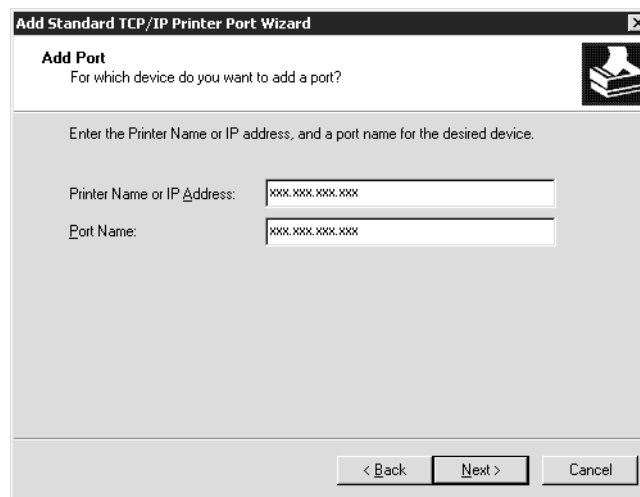 Add Standard TCP/IP Printer Port Wizard
Add Port
For which device do you want to add a port?
Enter the Printer Name or IP address, and a port name for the desired device.
Printer Name or IP Address:
xxx.xxx.xxx.xxx
Port Name:
xxx.xxx.xxx.xxx
< Back
Next >
Cancel